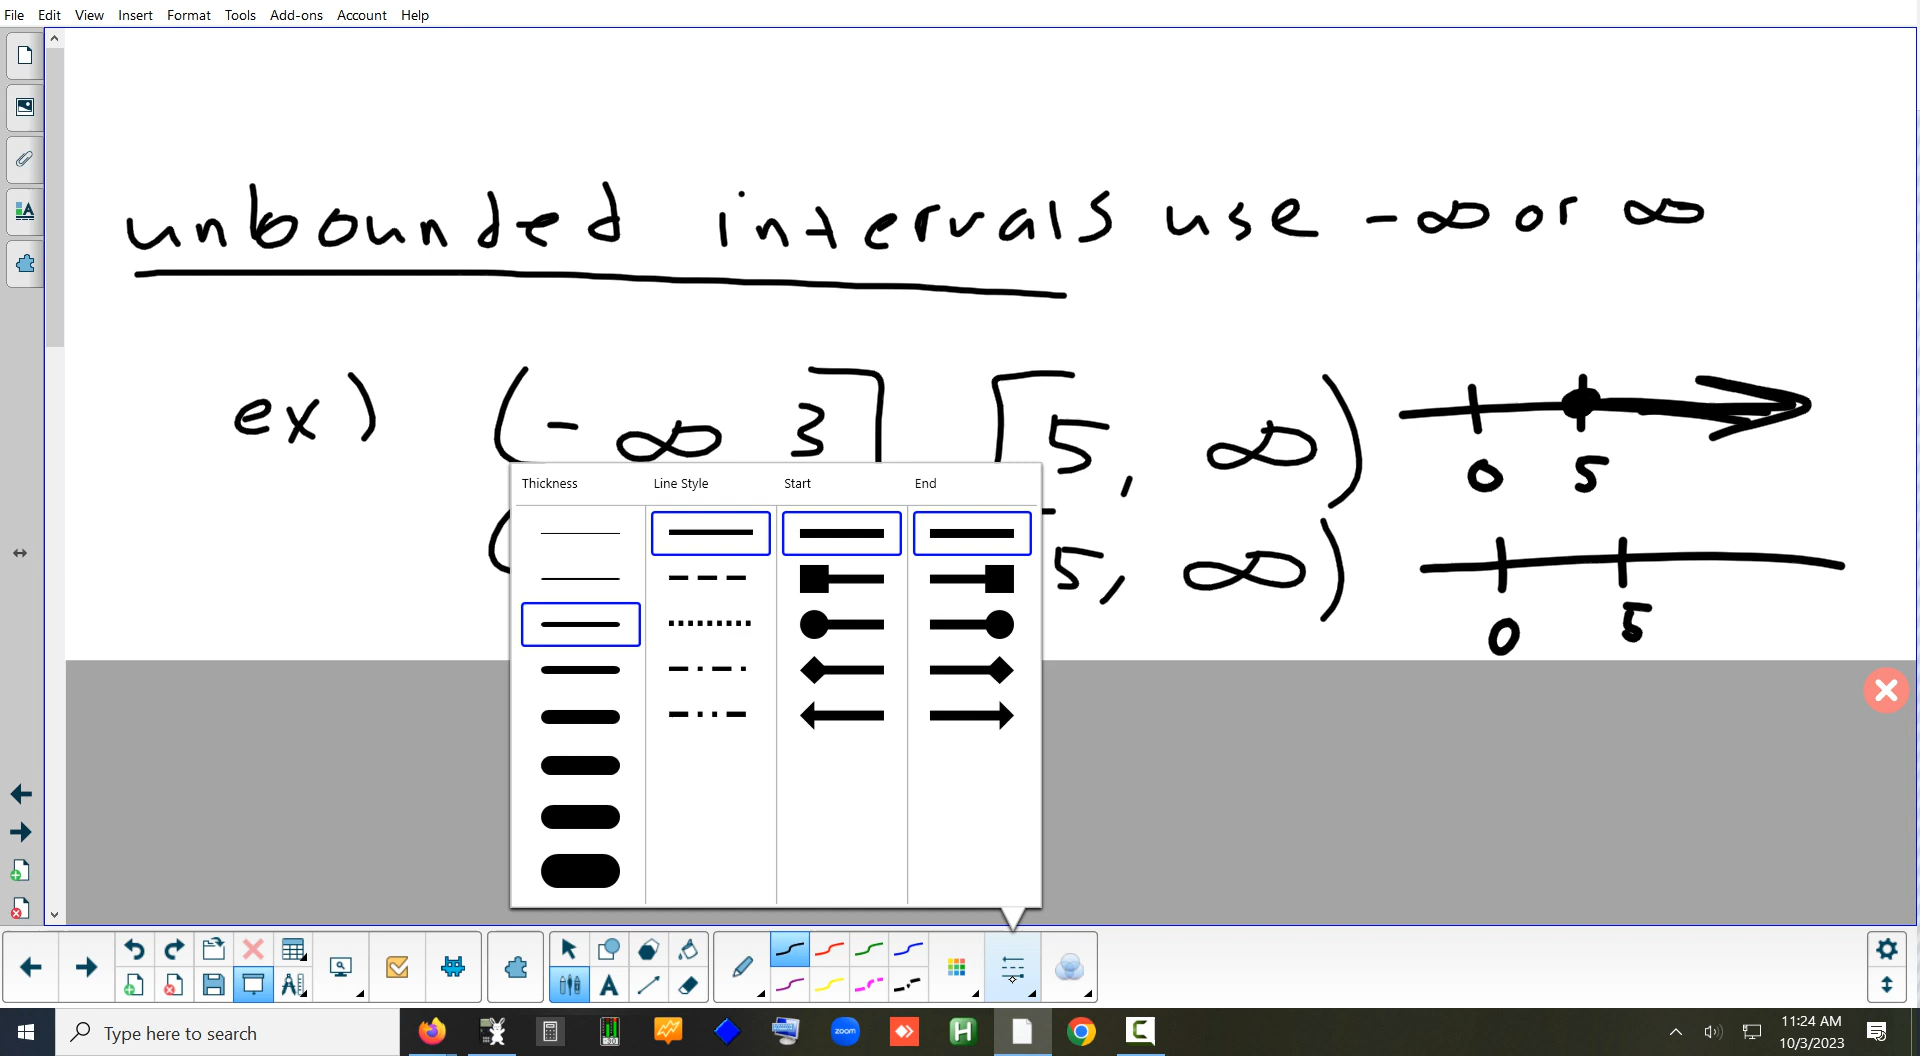 File Edit View Insert Format Tools Add-ons Account Help
unbounded intervals use -∞ or ∞
ex) (-∞ 3] [5, ∞)
0 5
( 5, ∞)
0 5
Thickness Line Style Start End
A
zoom
H
C
Type here to search
11:24 AM
10/3/2023